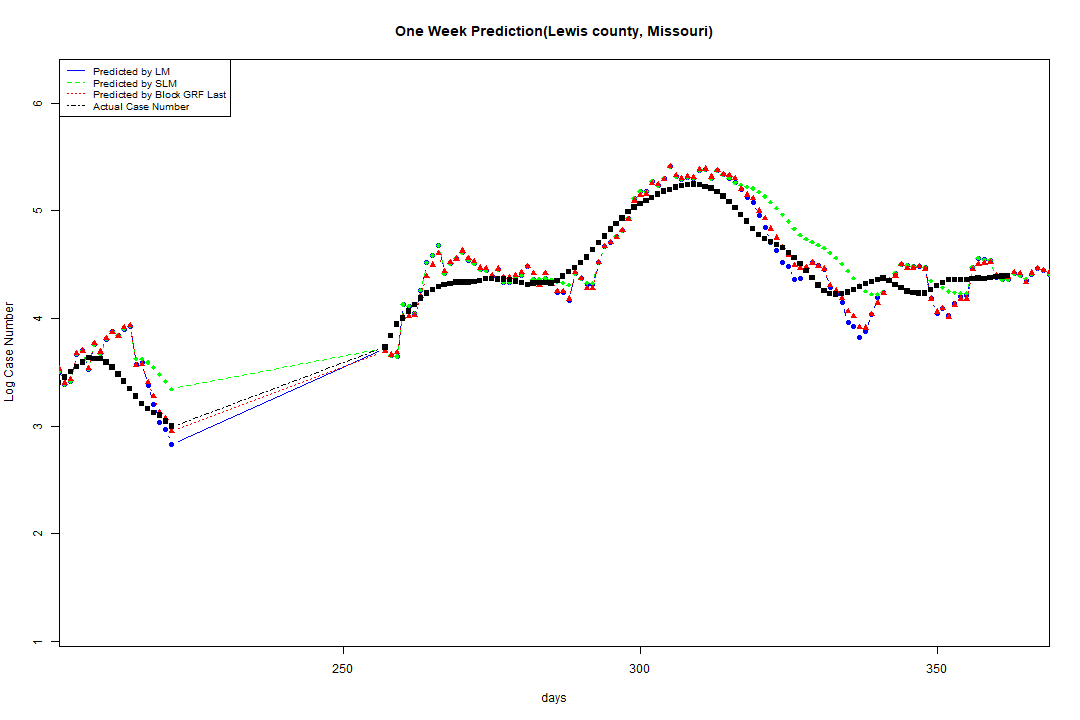 One Week Prediction(Lewis county, Missouri)
Predicted by LM
Predicted by SLM
Predicted by Block GRF Last
Actual Case Number
Log Case Number
6
5
4
3
2
1
250
300
350
days